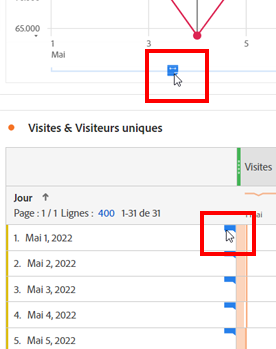 65.000
1 3 5
Mai
Visites & Visiteurs uniques
Visites
Jour ↑
Page : 1 / 1 Lignes : 400 1-31 de 31
1. Mai 1, 2022
2. Mai 2, 2022
3. Mai 3, 2022
4. Mai 4, 2022
5. Mai 5, 2022